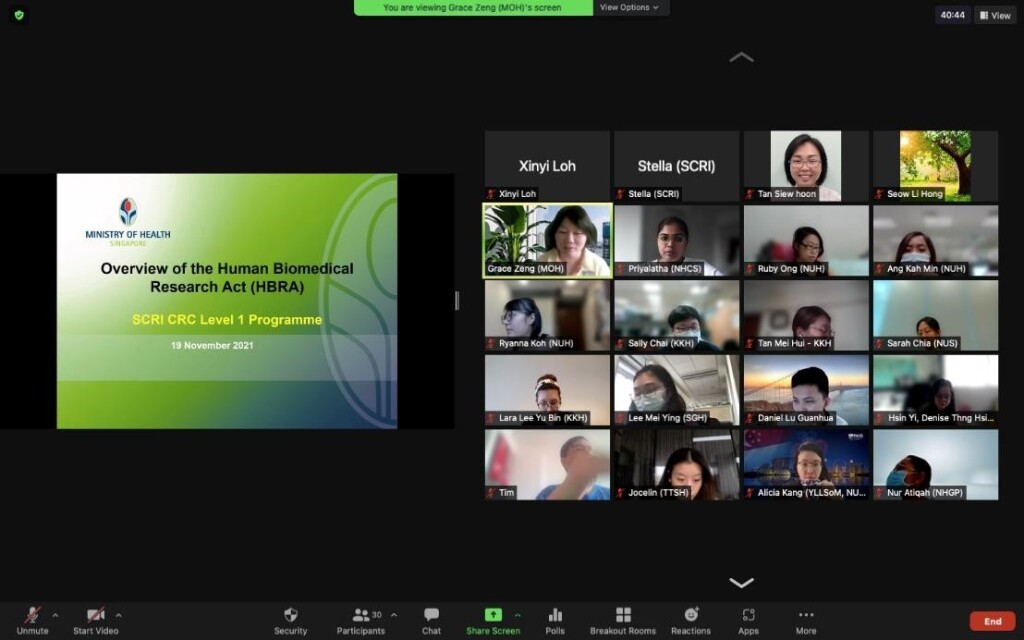 You are viewing Grace Zeng (MOH)'s screen
View Options
40:44
View
MINISTRY OF HEALTH
SINGAPORE
Overview of the Human Biomedical
Research Act (HBRA)
SCRI CRC Level 1 Programme
19 November 2021
Xinyi Loh
Xinyi Loh
Stella (SCRI)
Stella (SCRI)
Tan Siew hoon
Seow Li Hong
Grace Zeng (MOH)
Priyalatha (NHCS)
Ruby Ong (NUH)
Ang Kah Min (NUH)
Ryanna Koh (NUH)
Sally Chai (KKH)
Tan Mei Hui - KKH
Sarah Chia (NUS)
Lara Lee Yu Bin (KKH)
Lee Mei Ying (SGH)
Daniel Lu Guanhua
Hsin Yi, Denise Thng Hsi...
Tim
Jocelin (TTSH)
Alicia Kang (YLLSoM, NU...
Nur Atiqah (NHGP)
Unmute
Start Video
Security
Participants
30
Chat
Share Screen
Polls
Breakout Rooms
Reactions
Apps
More
End